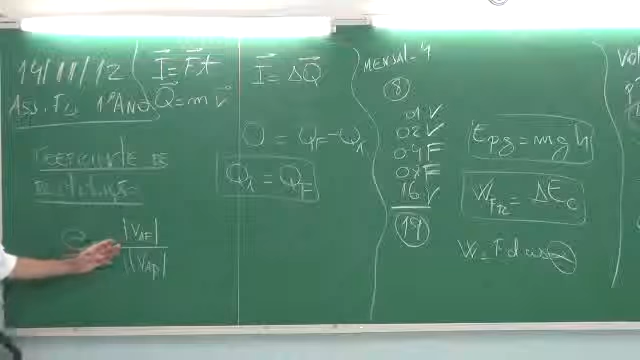 14/11/12
ASS. Fís 1º ANO
I = F.t
Q = m v
COEFICIENTE DE
e = |VAF|
|VAP|
I = ΔQ
0 = QF - Qi
Qi = QF
MENSAL = 4
8
01 V
02 V
04 F
08 F
16 V
19
Epg = mgh
WFR = ΔEc
W = Fd cos α